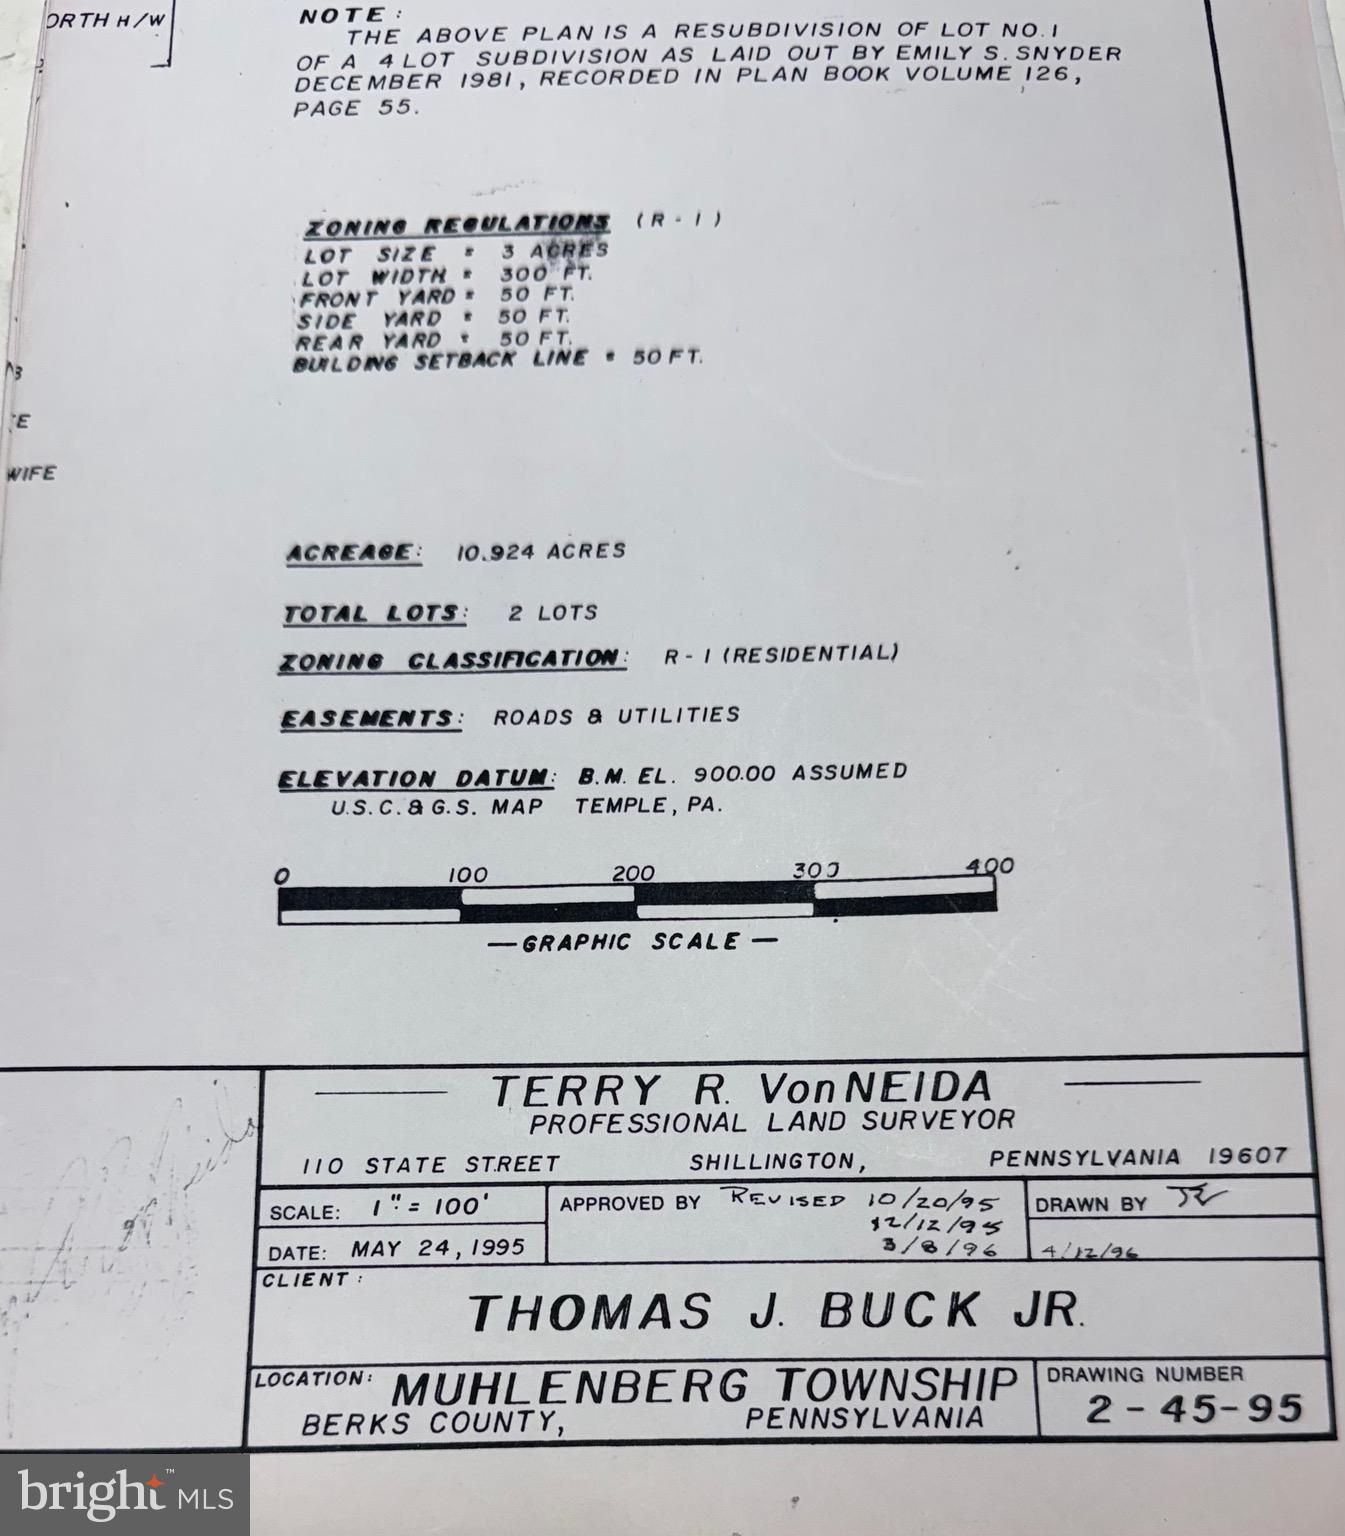 ORTH H/W
NOTE:
THE ABOVE PLAN IS A RESUBDIVISION OF LOT NO. 1
OF A 4 LOT SUBDIVISION AS LAID OUT BY EMILY S. SNYDER
DECEMBER 1981, RECORDED IN PLAN BOOK VOLUME 126,
PAGE 55.
ZONING REGULATIONS (R-1)
LOT SIZE = 3 ACRES
LOT WIDTH = 300 FT.
FRONT YARD = 50 FT.
SIDE YARD = 50 FT.
REAR YARD = 50 FT.
BUILDING SETBACK LINE = 50 FT.
WIFE
ACREAGE: 10.924 ACRES
TOTAL LOTS: 2 LOTS
ZONING CLASSIFICATION: R-1 (RESIDENTIAL)
EASEMENTS: ROADS & UTILITIES
ELEVATION DATUM: B.M. EL. 900.00 ASSUMED
U.S.C. & G.S. MAP TEMPLE, PA.
0 100 200 300 400
—GRAPHIC SCALE—
TERRY R. VonNEIDA
PROFESSIONAL LAND SURVEYOR
110 STATE STREET SHILLINGTON, PENNSYLVANIA 19607
SCALE: 1" = 100'
DATE: MAY 24, 1995
APPROVED BY REVISED 10/20/95
12/12/95
3/8/96
DRAWN BY
4/12/96
CLIENT:
THOMAS J. BUCK JR.
LOCATION: MUHLENBERG TOWNSHIP
BERKS COUNTY, PENNSYLVANIA
DRAWING NUMBER
2-45-95
bright™ MLS